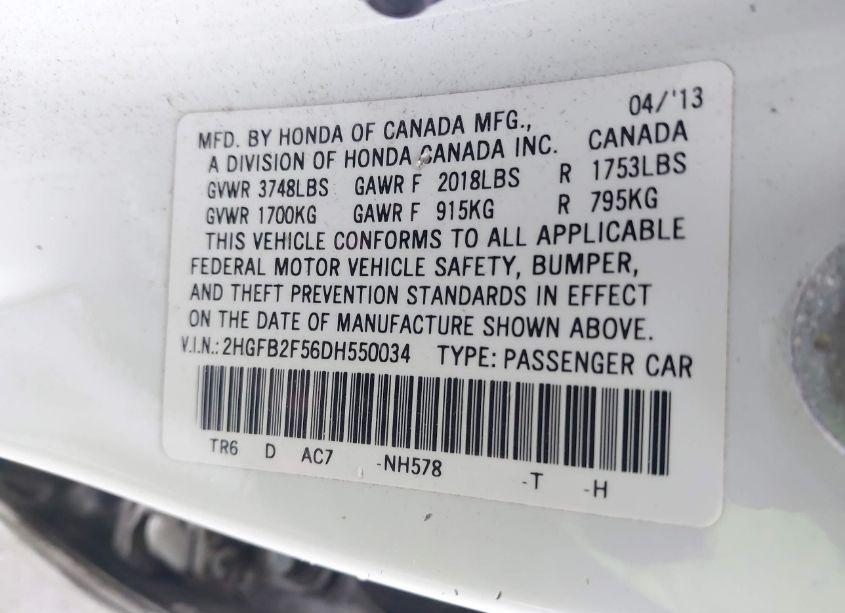 04/'13
MFD. BY HONDA OF CANADA MFG.,
A DIVISION OF HONDA CANADA INC. CANADA
GVWR 3748LBS GAWR F 2018LBS R 1753LBS
GVWR 1700KG GAWR F 915KG R 795KG
THIS VEHICLE CONFORMS TO ALL APPLICABLE
FEDERAL MOTOR VEHICLE SAFETY, BUMPER,
AND THEFT PREVENTION STANDARDS IN EFFECT
ON THE DATE OF MANUFACTURE SHOWN ABOVE.
V.I.N.: 2HGFB2F56DH550034 TYPE: PASSENGER CAR
TR6 D AC7 -NH578 -T -H